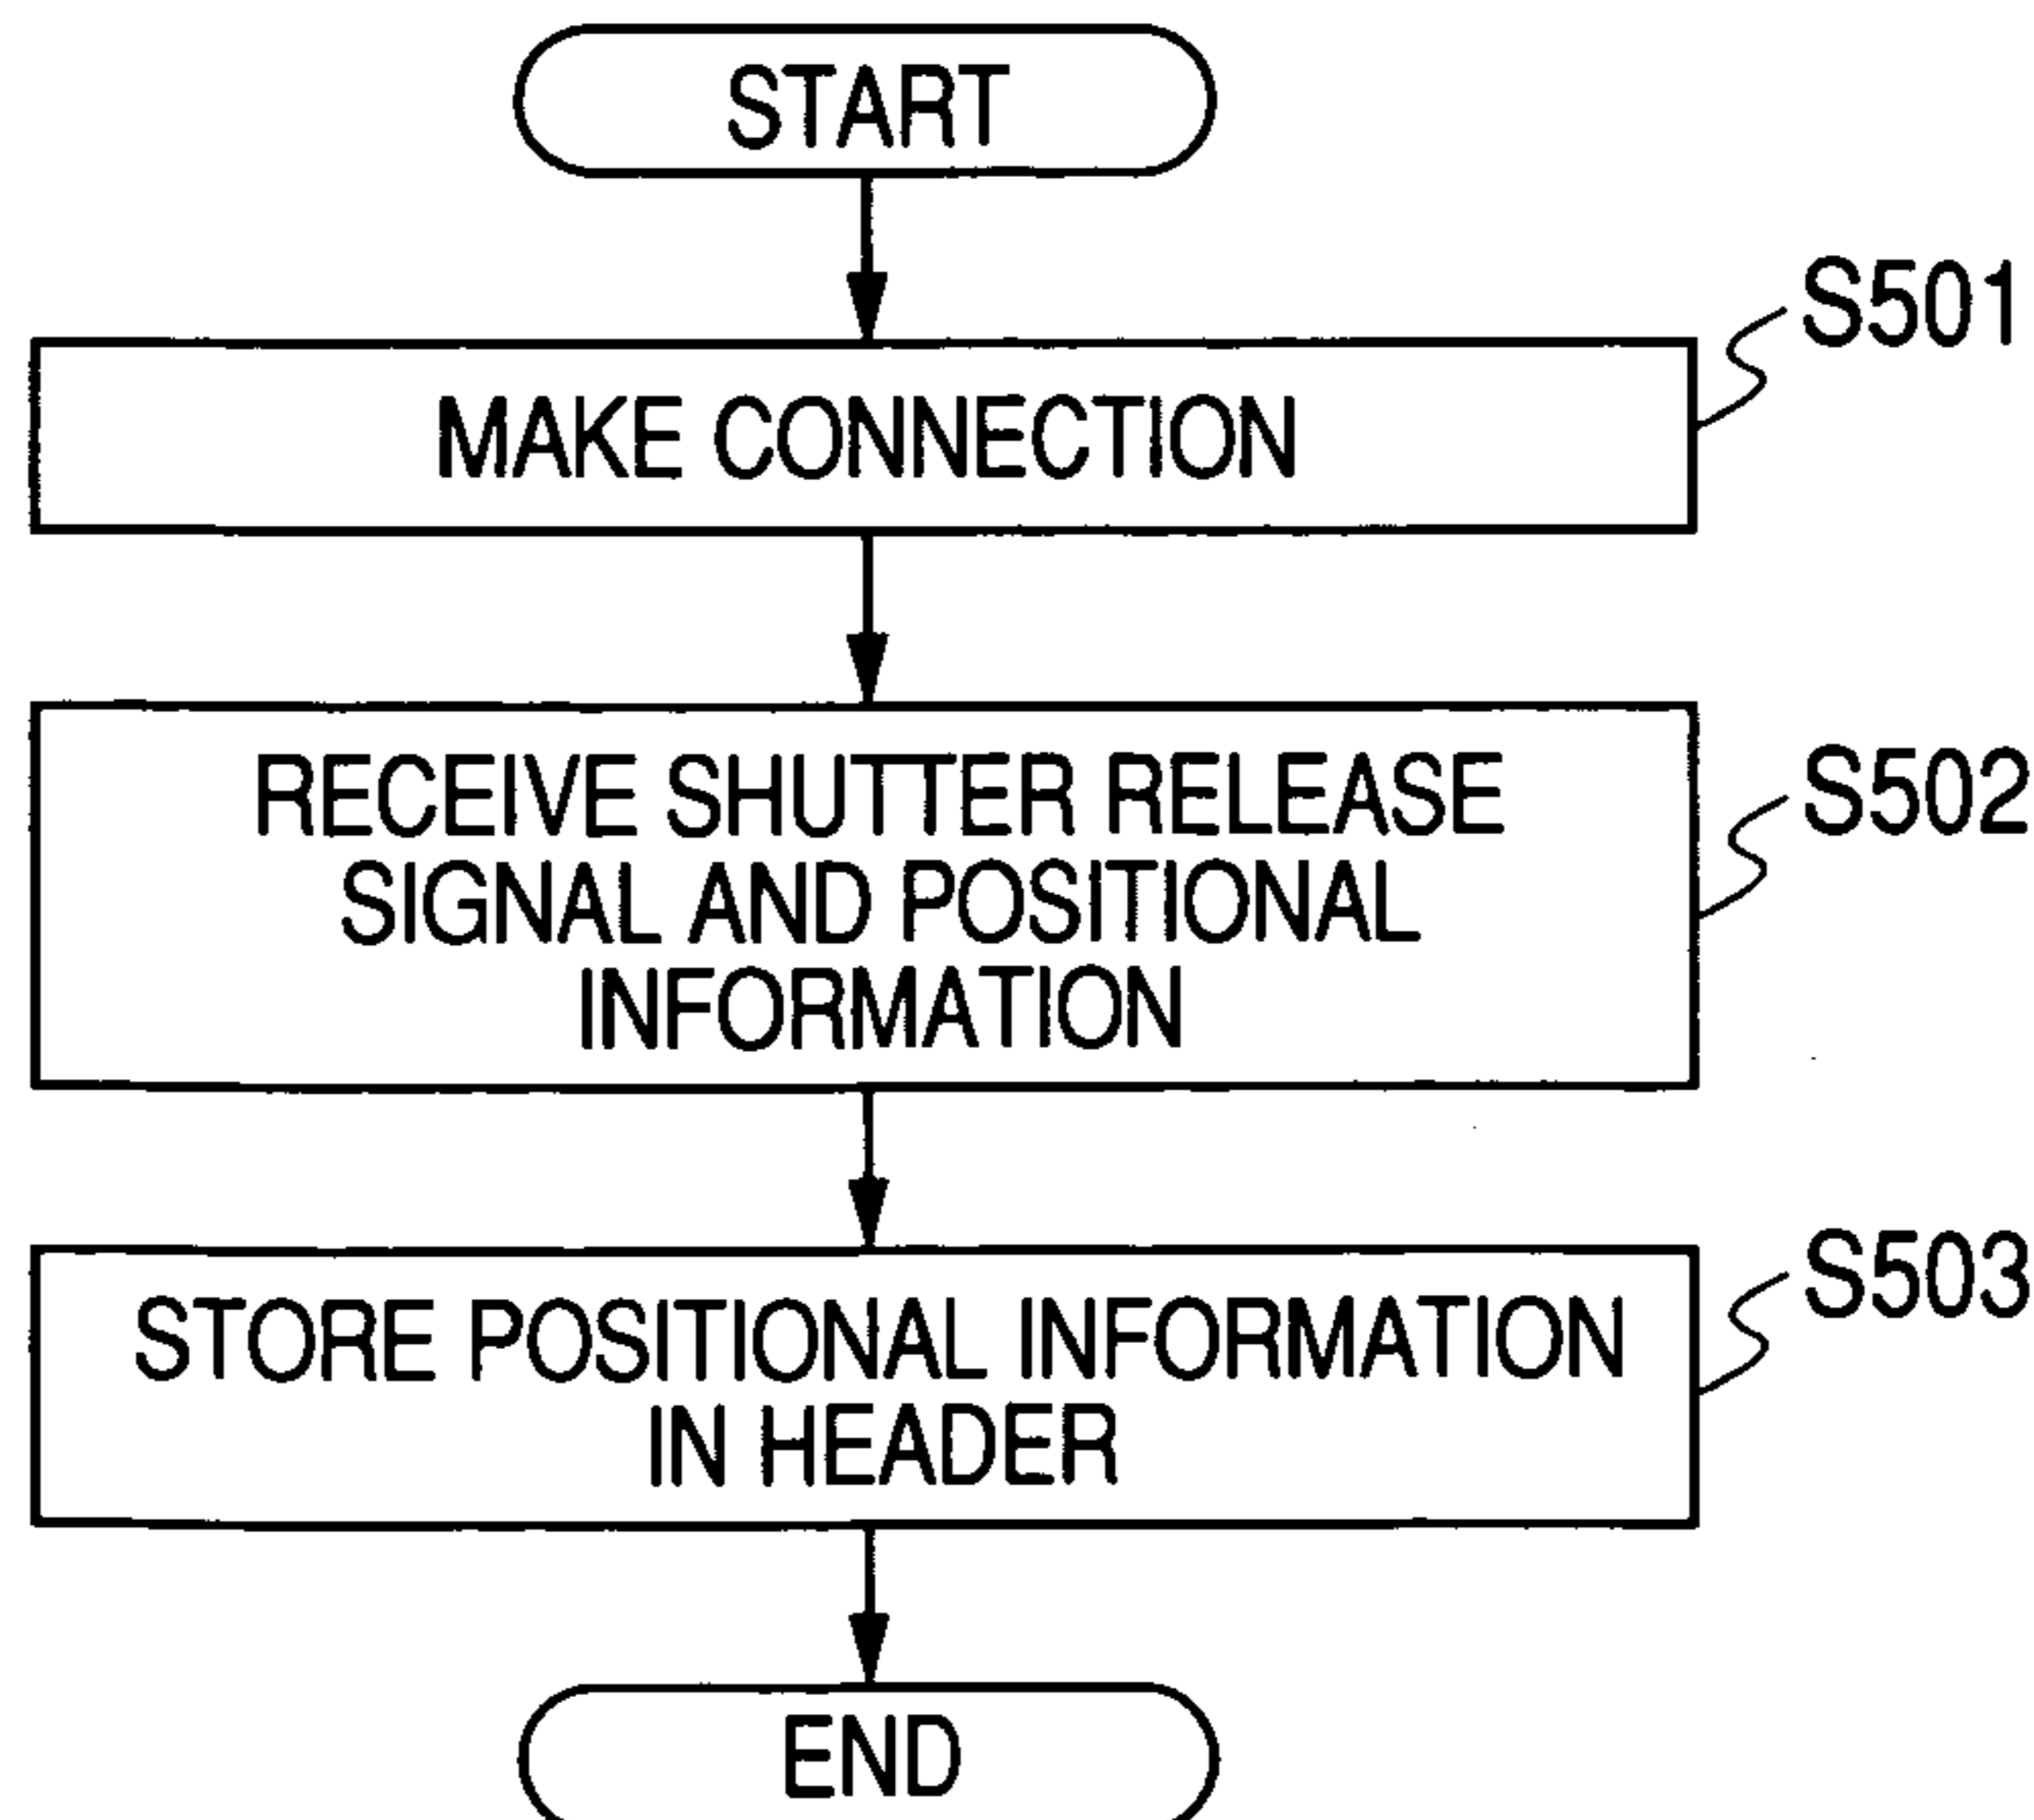 START
S501
MAKE CONNECTION
RECEIVE SHUTTER RELEASE
SIGNAL AND POSITIONAL
INFORMATION
S502
STORE POSITIONAL INFORMATION
IN HEADER
S503
END